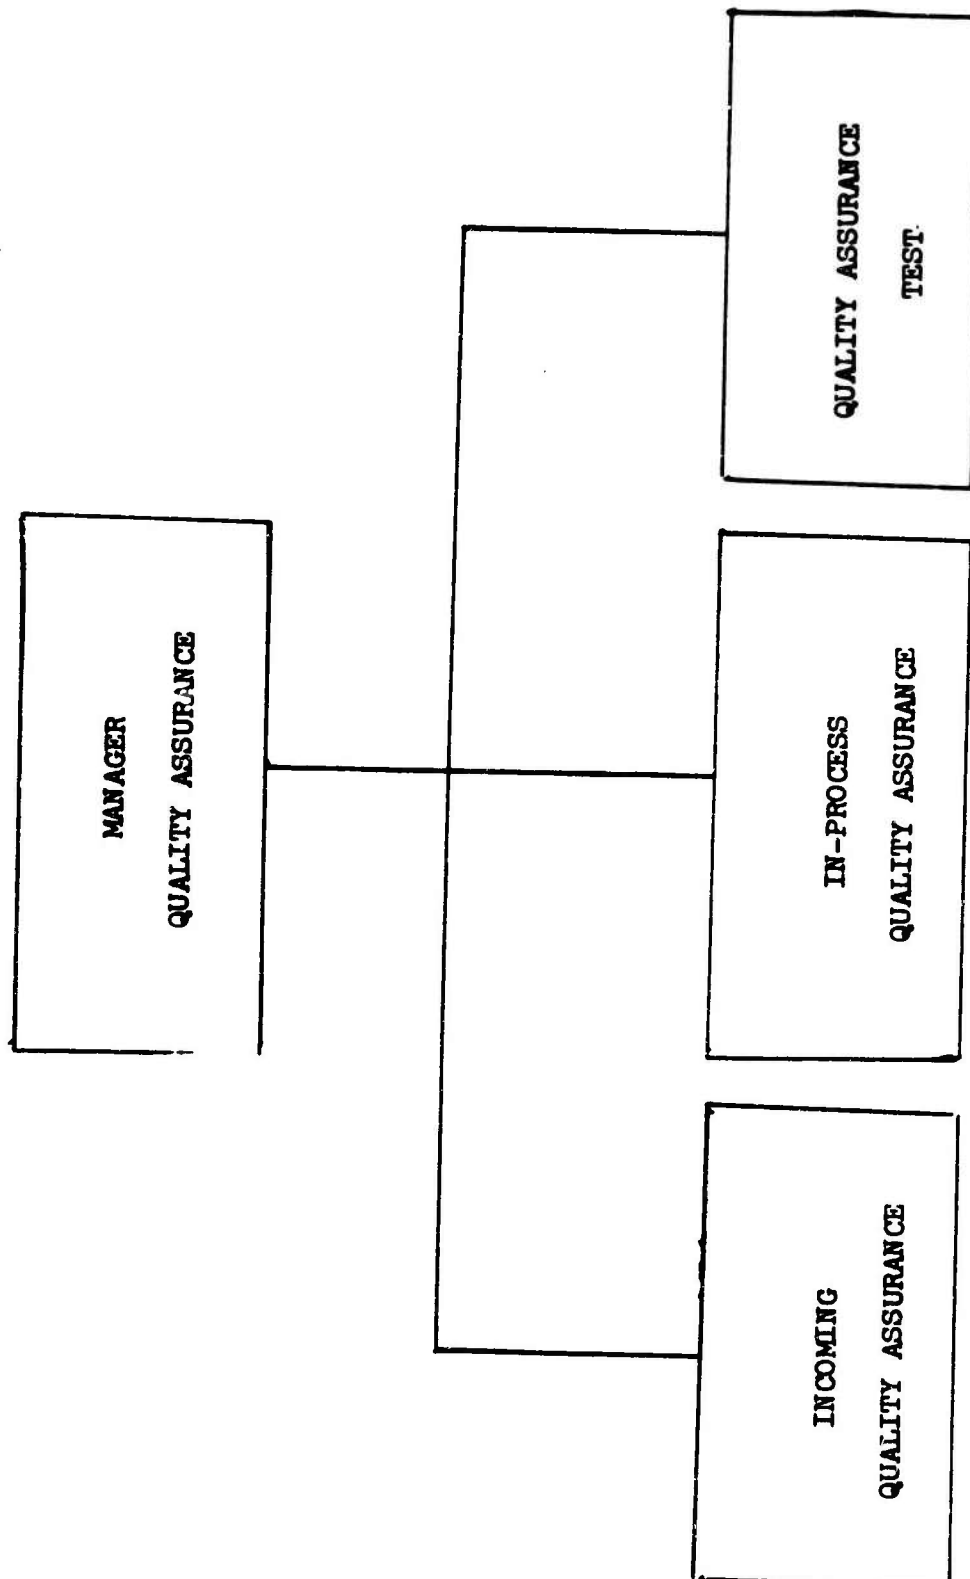 MANAGER
QUALITY ASSURANCE
INCOMING
QUALITY ASSURANCE
IN-PROCESS
QUALITY ASSURANCE
QUALITY ASSURANCE
TEST